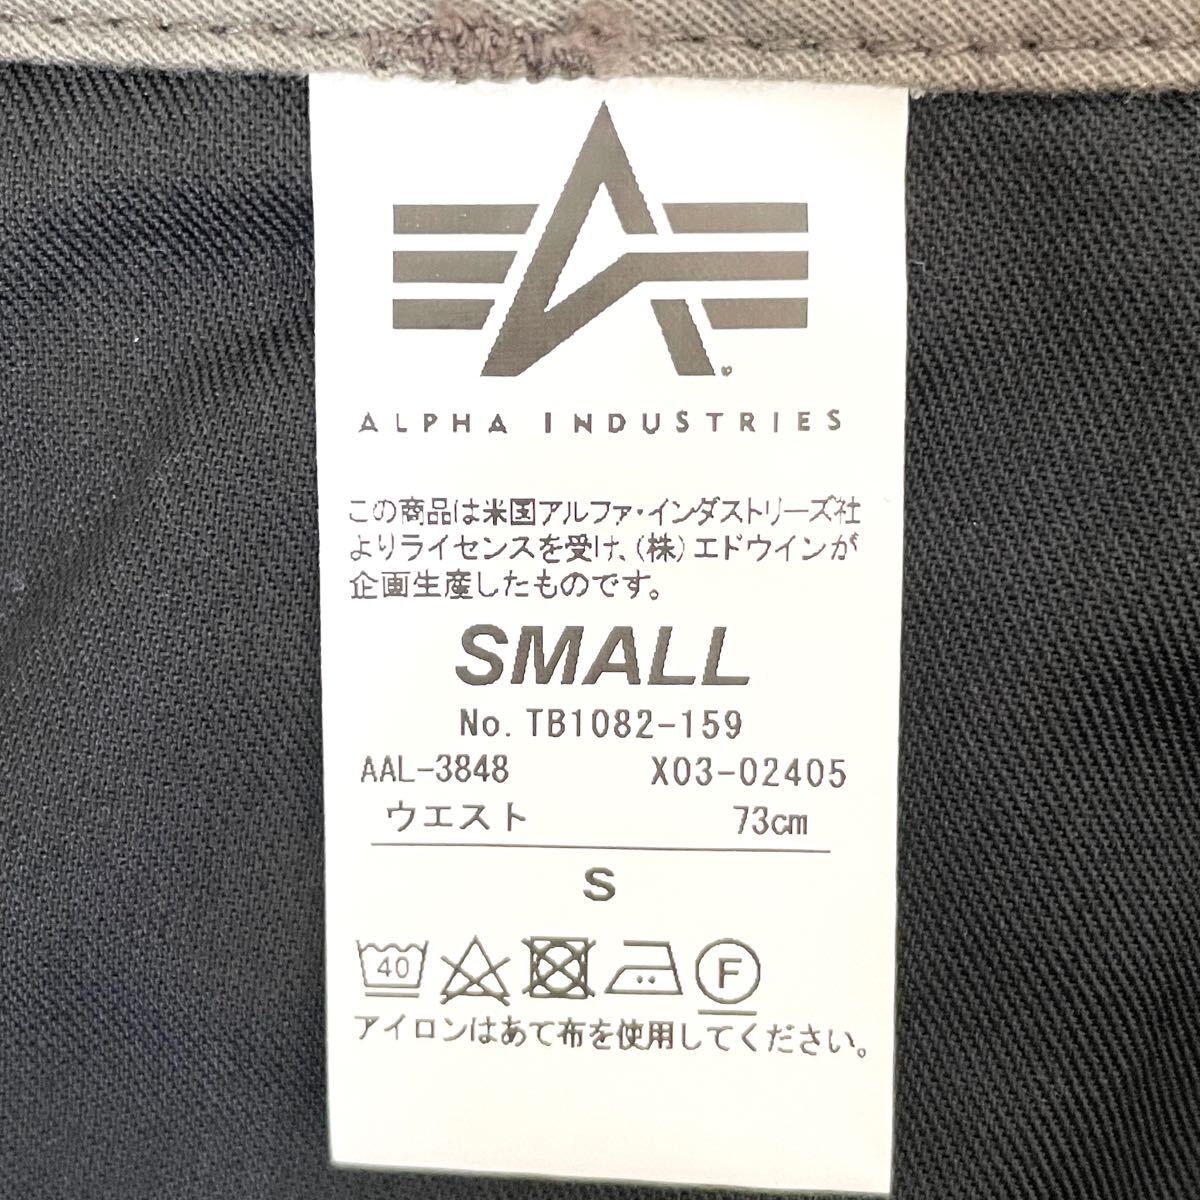 ALPHA INDUSTRIES
この商品は米国アルファ・インダストリーズ社
よりライセンスを受け、(株)エドウインが
企画生産したものです。
SMALL
No. TB1082-159
AAL-3848 X03-02405
ウエスト 73cm
S
40 F
アイロンはあて布を使用してください。